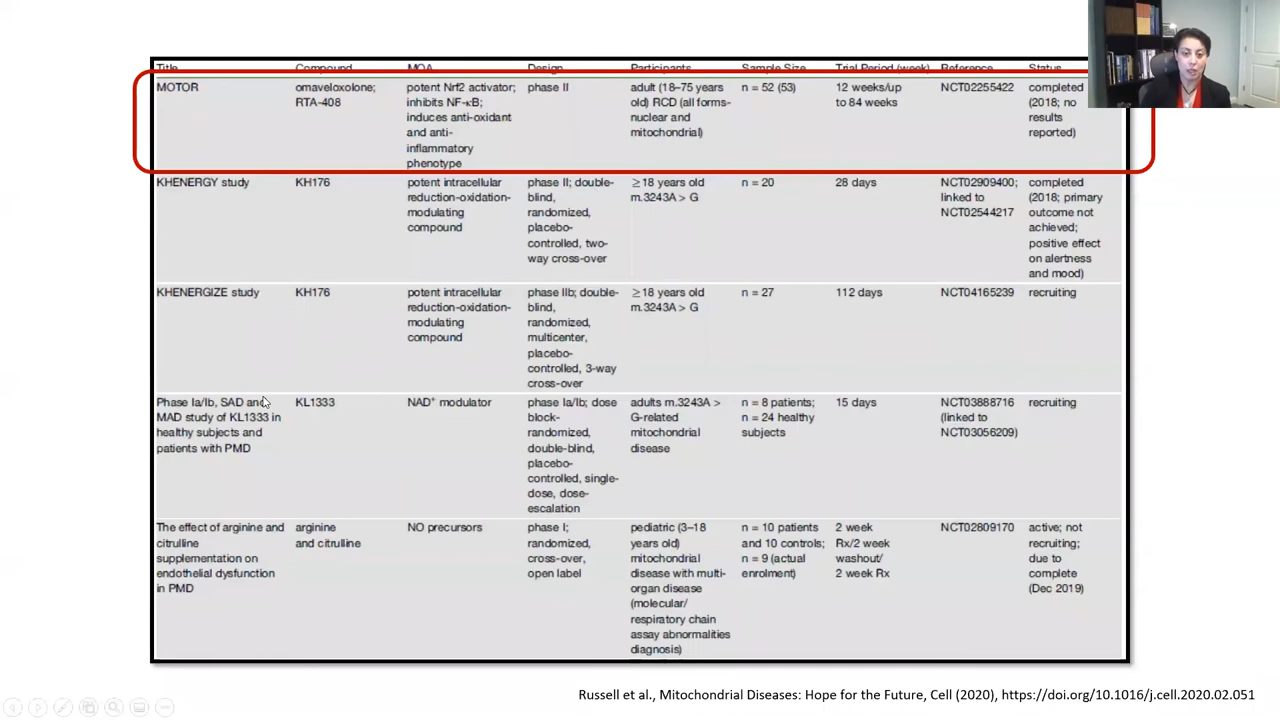 Title Compound MOA Design Participants Sample Size Trial Period (week) Reference Status
MOTOR
omaveloxolone;
RTA-408
potent Nrf2 activator;
inhibits NF-κB;
induces anti-oxidant
and anti-
inflammatory
phenotype
phase II
adult (18–75 years
old) RCD (all forms-
nuclear and
mitochondrial)
n = 52 (53)
12 weeks/up
to 84 weeks
NCT02255422
completed
(2018; no
results
reported)
KHENERGY study
KH176
potent intracellular
reduction-oxidation-
modulating
compound
phase II; double-
blind,
randomized,
placebo-
controlled, two-
way cross-over
≥18 years old
m.3243A > G
n = 20
28 days
NCT02909400;
linked to
NCT02544217
completed
(2018; primary
outcome not
achieved;
positive effect
on alertness
and mood)
KHENERGIZE study
KH176
potent intracellular
reduction-oxidation-
modulating
compound
phase IIb; double-
blind,
randomized,
multicenter,
placebo-
controlled, 3-way
cross-over
≥18 years old
m.3243A > G
n = 27
112 days
NCT04165239
recruiting
Phase Ia/Ib, SAD and
MAD study of KL1333 in
healthy subjects and
patients with PMD
KL1333
NAD⁺ modulator
phase Ia/Ib; dose
block-
randomized,
double-blind,
placebo-
controlled, single-
dose, dose-
escalation
adults m.3243A >
G-related
mitochondrial
disease
n = 8 patients;
n = 24 healthy
subjects
15 days
NCT03888716
(linked to
NCT03056209)
recruiting
The effect of arginine and
citrulline
supplementation on
endothelial dysfunction
in PMD
arginine
and citrulline
NO precursors
phase I;
randomized,
cross-over,
open label
pediatric (3–18
years old)
mitochondrial
disease with multi-
organ disease
(molecular/
respiratory chain
assay abnormalities
diagnosis)
n = 10 patients
and 10 controls;
n = 9 (actual
enrolment)
2 week
Rx/2 week
washout/
2 week Rx
NCT02809170
active; not
recruiting;
due to
complete
(Dec 2019)
Russell et al., Mitochondrial Diseases: Hope for the Future, Cell (2020), https://doi.org/10.1016/j.cell.2020.02.051